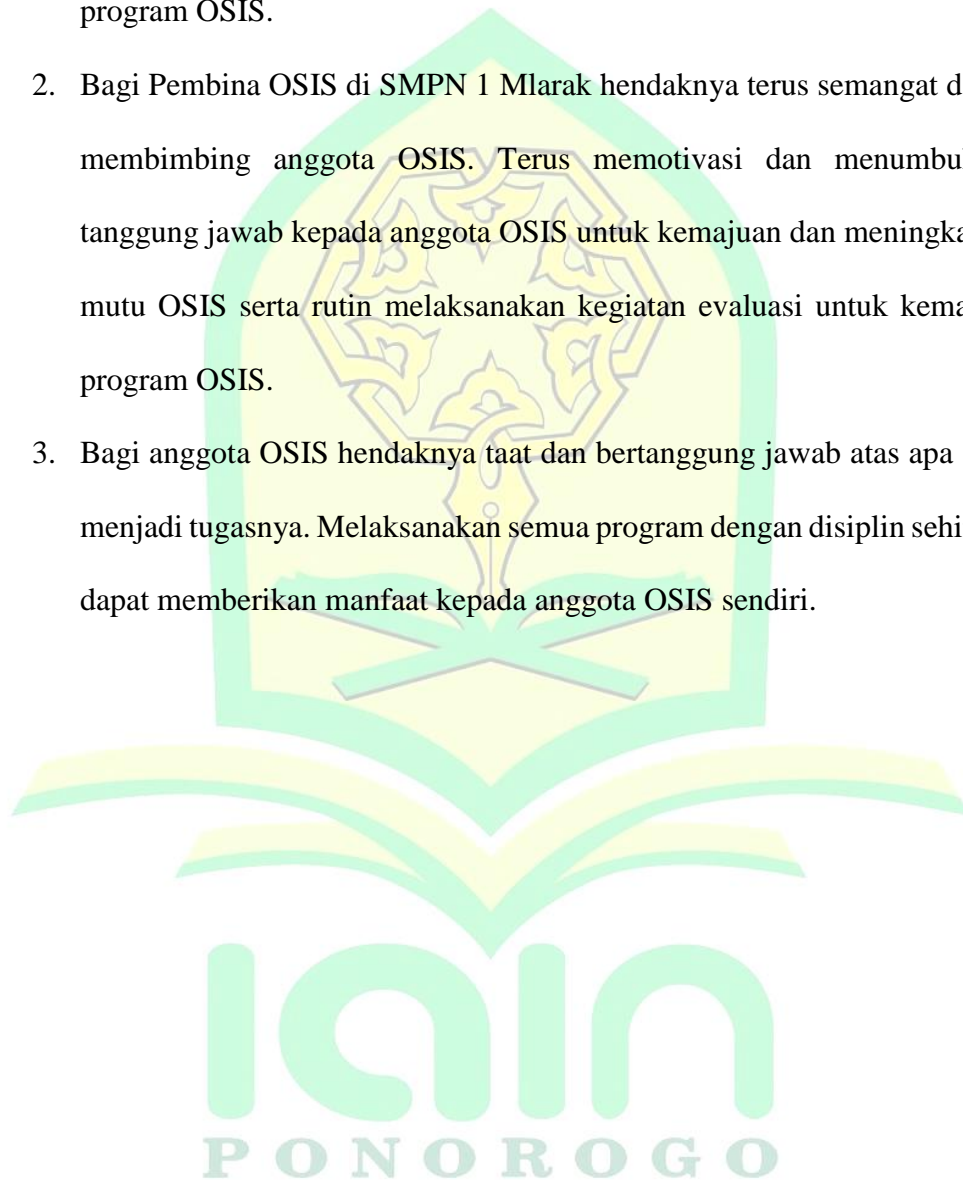 program OSIS.
2. Bagi Pembina OSIS di SMPN 1 Mlarak hendaknya terus semangat d
membimbing anggota OSIS. Terus memotivasi dan menumbul
tanggung jawab kepada anggota OSIS untuk kemajuan dan meningka
mutu OSIS serta rutin melaksanakan kegiatan evaluasi untuk kema
program OSIS.
3. Bagi anggota OSIS hendaknya taat dan bertanggung jawab atas apa
menjadi tugasnya. Melaksanakan semua program dengan disiplin sehi
dapat memberikan manfaat kepada anggota OSIS sendiri.
iain
PONOROGO